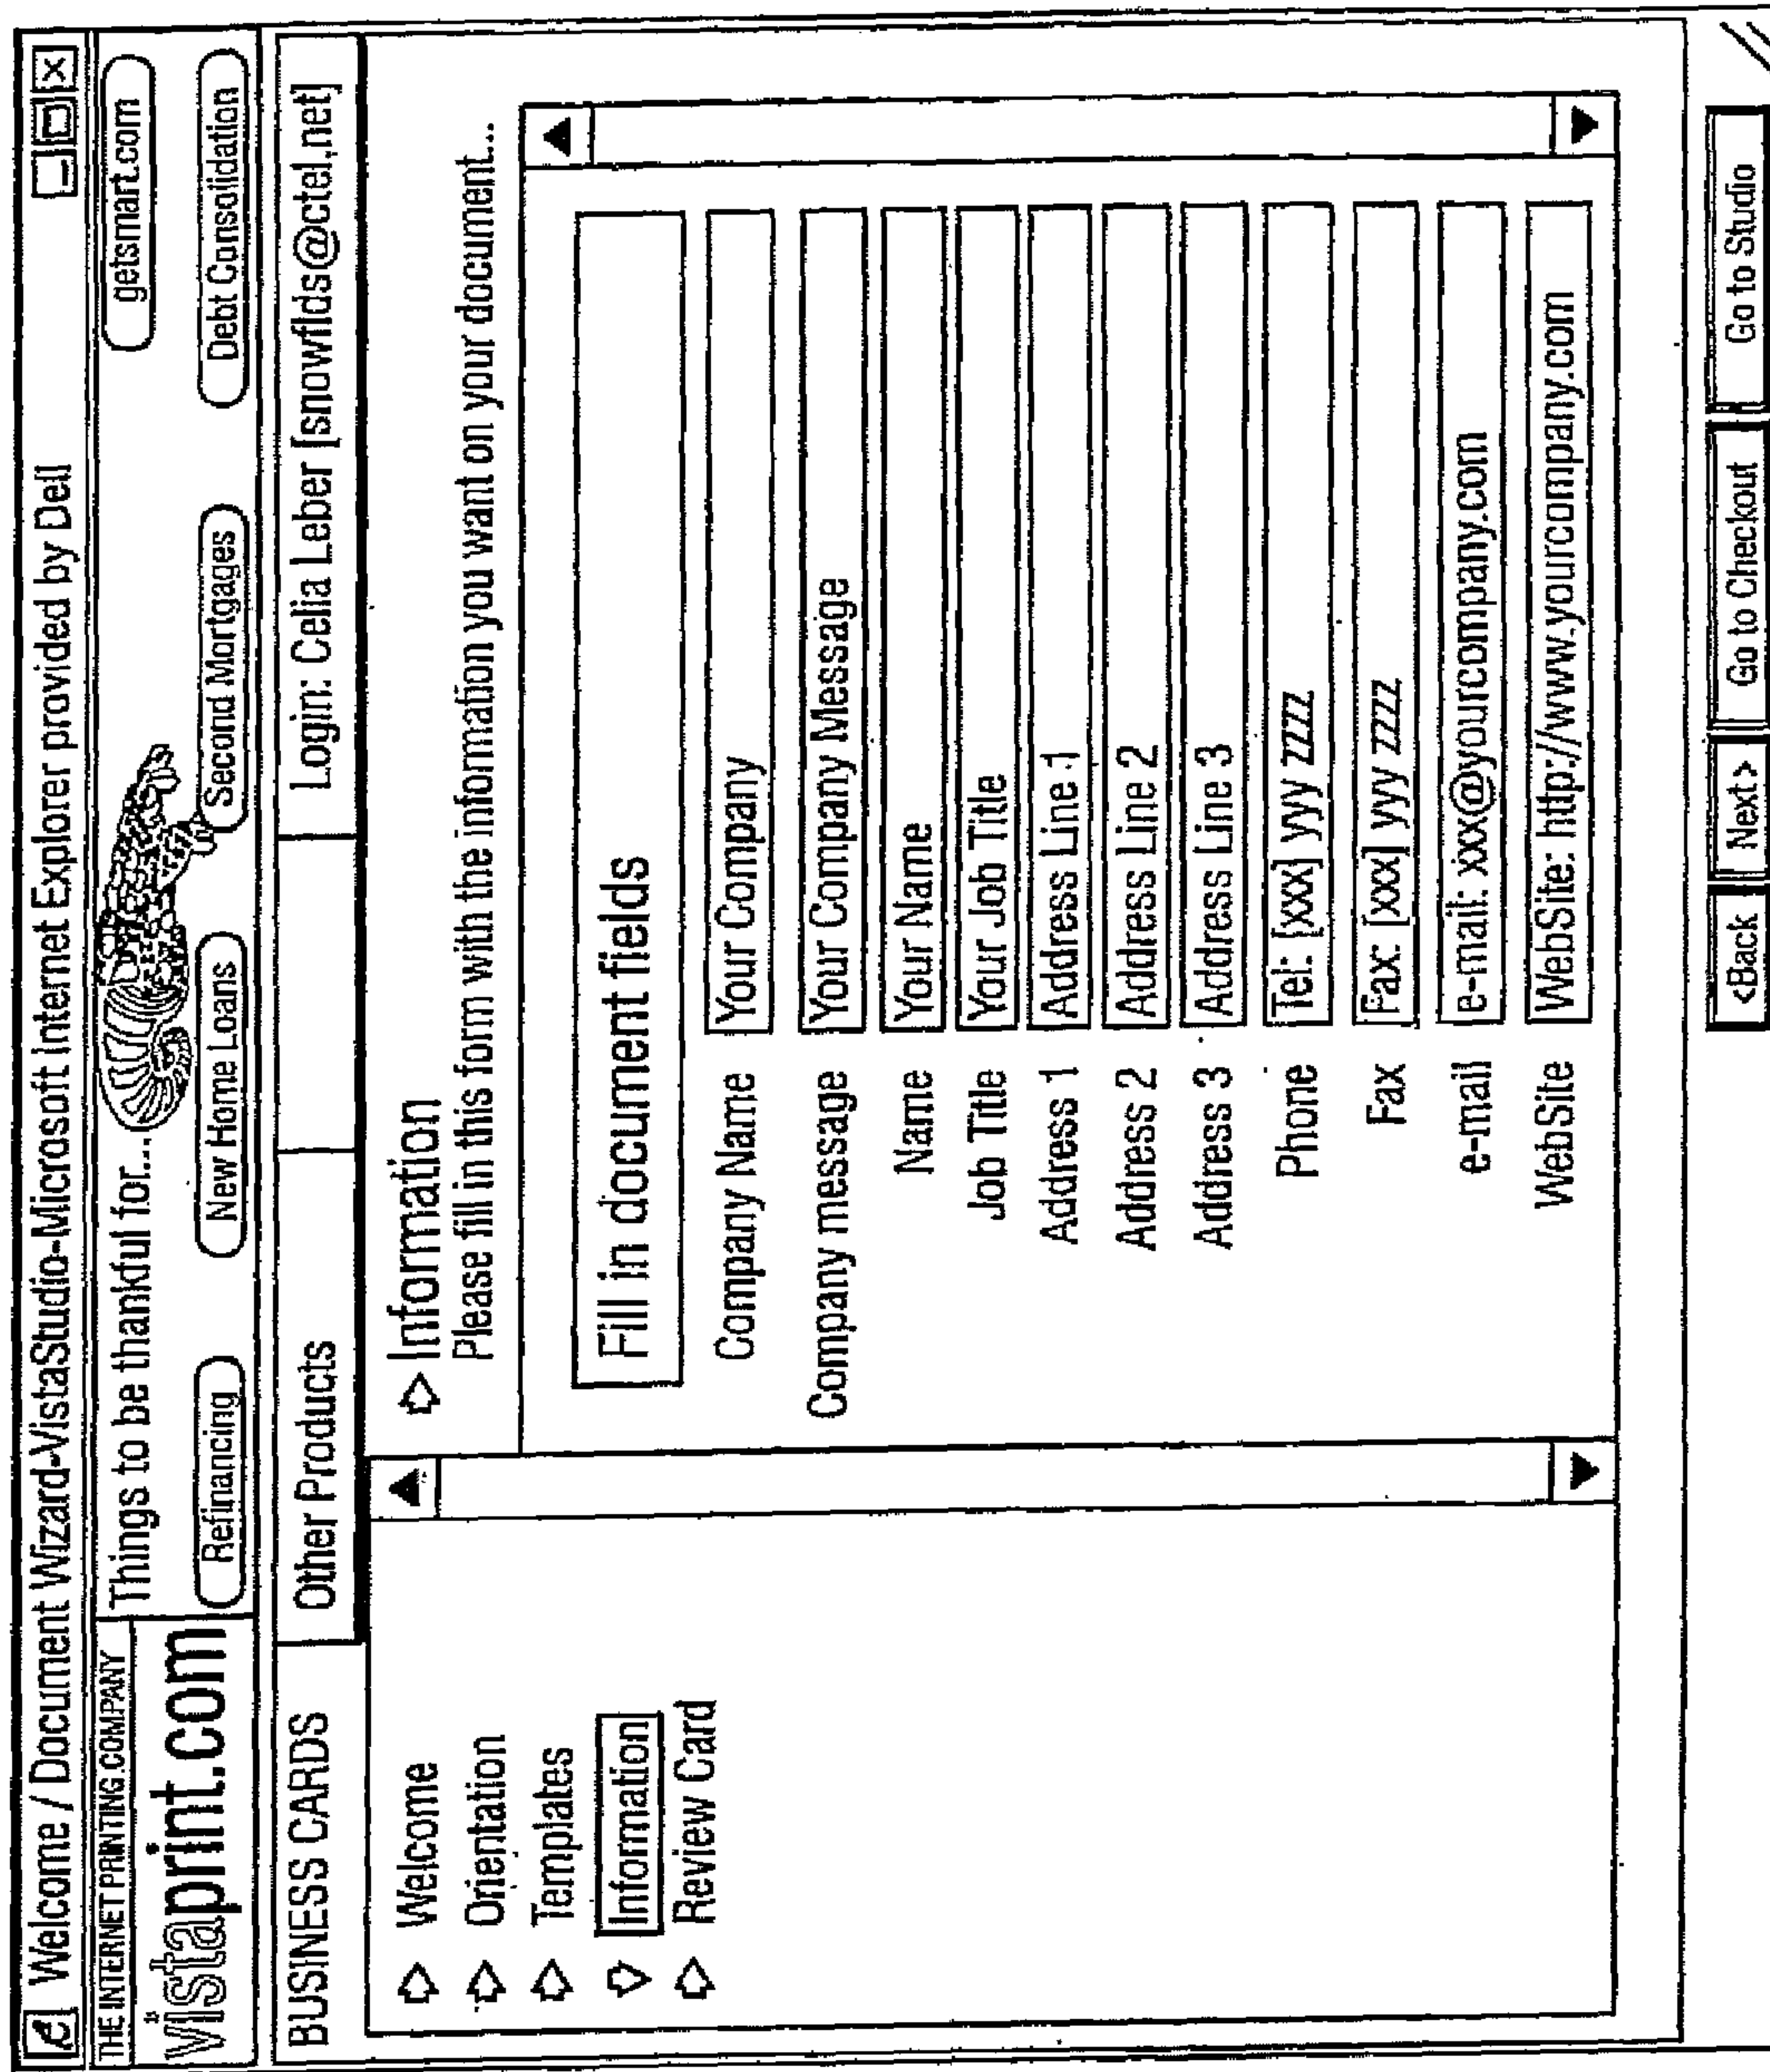 Welcome / Document Wizard-VistaStudio-Microsoft Internet Explorer provided by Dell
THE INTERNET PRINTING COMPANY
vistaprint.com
Things to be thankful for...
getsmart.com
Refinancing
New Home Loans
Second Mortgages
Debt Consolidation
BUSINESS CARDS
Other Products
Login: Celia Leber [snowflds@ctel.net]
Welcome
Orientation
Templates
Information
Review Card
Information
Please fill in this form with the information you want on your document...
Fill in document fields
Company Name Your Company
Company message Your Company Message
Name Your Name
Job Title Your Job Title
Address 1 Address Line 1
Address 2 Address Line 2
Address 3 Address Line 3
Phone Tel: [xxx] yyy zzzz
Fax Fax: [xxx] yyy zzzz
e-mail e-mail: xxx@yourcompany.com
WebSite WebSite: http://www.yourcompany.com
<Back Next> Go to Checkout Go to Studio